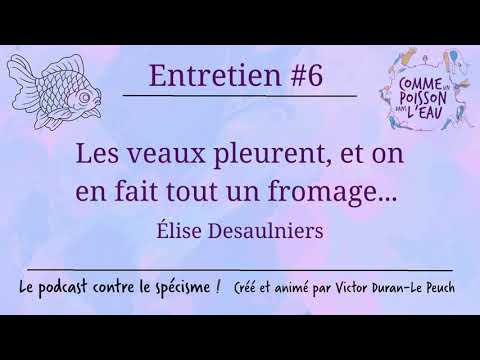 Entretien #6
COMME UN
POISSON
DANS L'EAU
Les veaux pleurent, et on
en fait tout un fromage...
Élise Desaulniers
Le podcast contre le spécisme ! Créé et animé par Victor Duran-Le Peuch